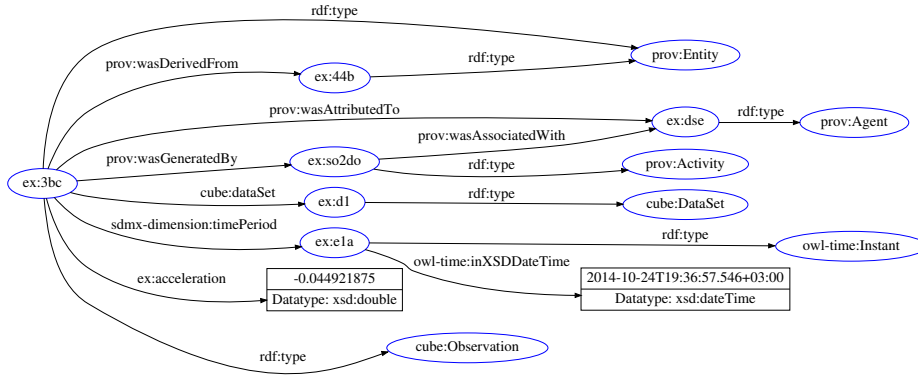 rdf:type
prov:wasDerivedFrom
ex:44b
rdf:type
prov:Entity
prov:wasAttributedTo
ex:dse
rdf:type
prov:Agent
prov:wasAssociatedWith
prov:wasGeneratedBy
ex:so2do
rdf:type
prov:Activity
ex:3bc
cube:dataSet
ex:d1
rdf:type
cube:DataSet
sdmx-dimension:timePeriod
ex:e1a
rdf:type
owl-time:Instant
owl-time:inXSDDateTime
ex:acceleration
-0.044921875
Datatype: xsd:double
2014-10-24T19:36:57.546+03:00
Datatype: xsd:dateTime
rdf:type
cube:Observation